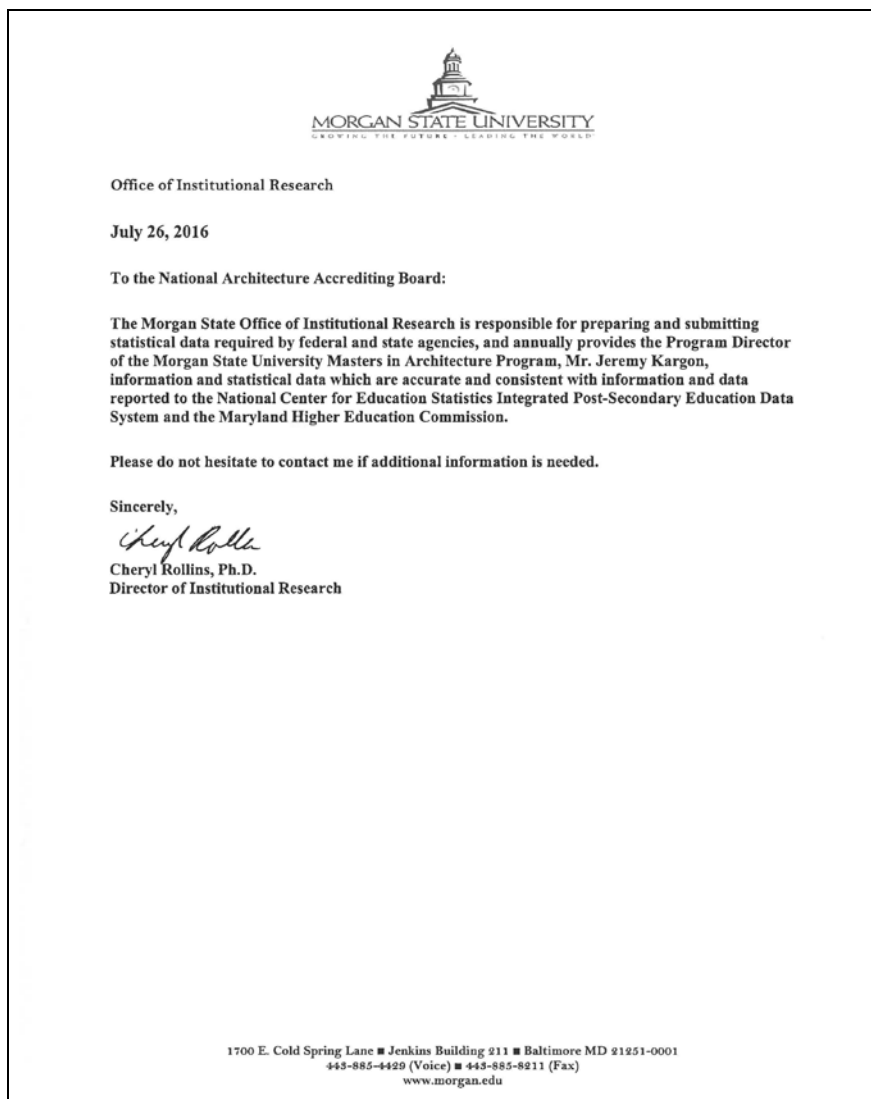 MORGAN STATE UNIVERSITY
GROWING THE FUTURE · LEADING THE WORLD
Office of Institutional Research
July 26, 2016
To the National Architecture Accrediting Board:
The Morgan State Office of Institutional Research is responsible for preparing and submitting
statistical data required by federal and state agencies, and annually provides the Program Director
of the Morgan State University Masters in Architecture Program, Mr. Jeremy Kargon,
information and statistical data which are accurate and consistent with information and data
reported to the National Center for Education Statistics Integrated Post-Secondary Education Data
System and the Maryland Higher Education Commission.
Please do not hesitate to contact me if additional information is needed.
Sincerely,
Cheryl Rollins, Ph.D.
Director of Institutional Research
1700 E. Cold Spring Lane ■ Jenkins Building 211 ■ Baltimore MD 21251-0001
443-885-4429 (Voice) ■ 443-885-8211 (Fax)
www.morgan.edu